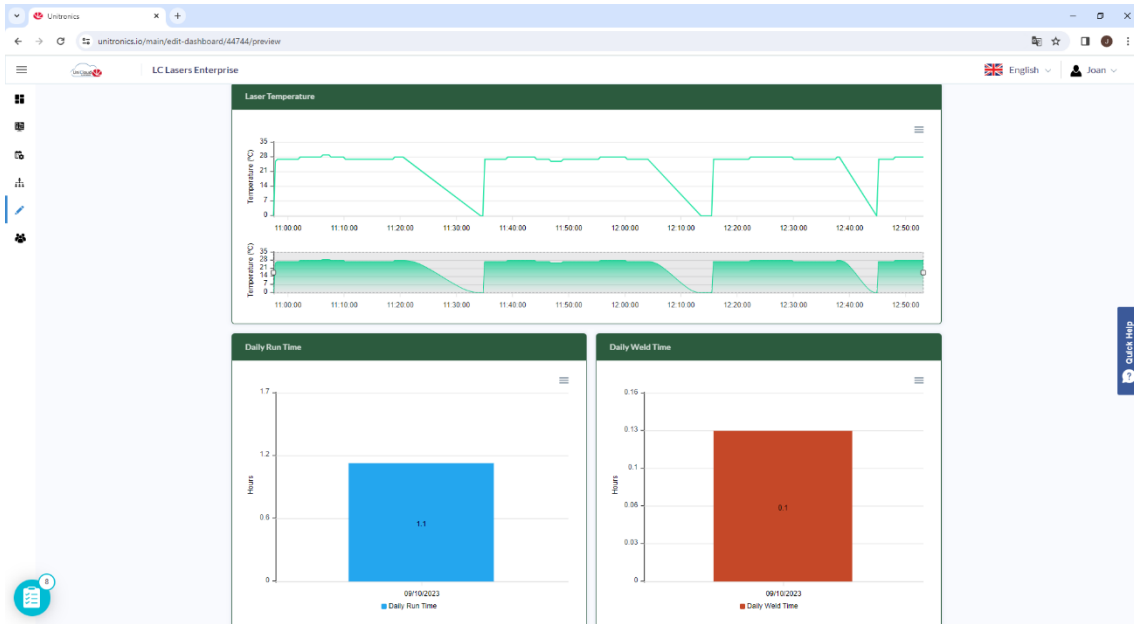 Unitronics
unitronics.io/main/edit-dashboard/44744/preview
J
UniCloud
LC Lasers Enterprise
English
Joan
Laser Temperature
Temperature (°C)
35
28
21
14
7
0
11:00:00 11:10:00 11:20:00 11:30:00 11:40:00 11:50:00 12:00:00 12:10:00 12:20:00 12:30:00 12:40:00 12:50:00
Temperature (°C)
35
28
21
14
7
0
11:00:00 11:10:00 11:20:00 11:30:00 11:40:00 11:50:00 12:00:00 12:10:00 12:20:00 12:30:00 12:40:00 12:50:00
Quick Help
?
Daily Run Time
1.7
1.2
Hours
0.6
0
1.1
09/10/2023
Daily Run Time
Daily Weld Time
0.16
0.13
0.1
Hours
0.06
0.03
0
0.1
09/10/2023
Daily Weld Time
8